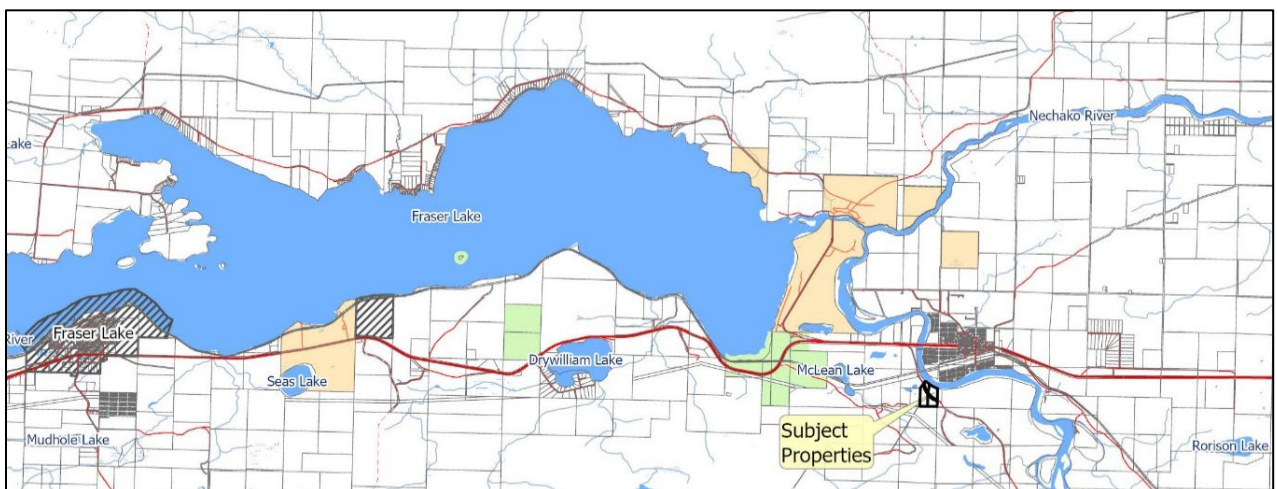 Nechako River
ake
Fraser Lake
Fraser Lake
River
Drywilliam Lake
McLean Lake
Seas Lake
Subject
Properties
Mudhole Lake
Rorison Lake